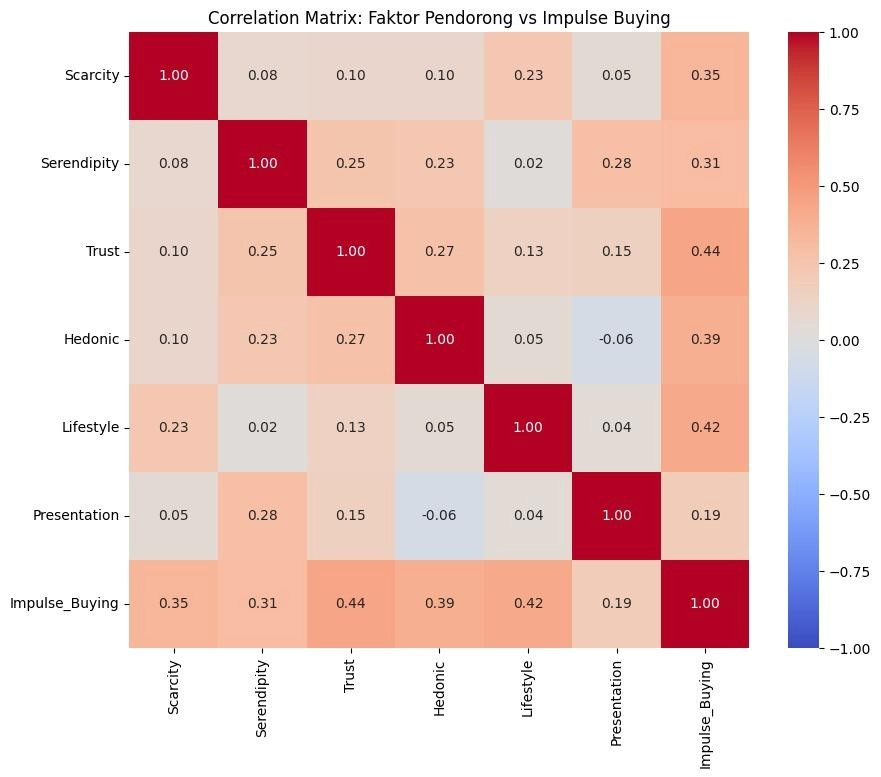 Correlation Matrix: Faktor Pendorong vs Impulse Buying
Scarcity 1.00 0.08 0.10 0.10 0.23 0.05 0.35
Serendipity 0.08 1.00 0.25 0.23 0.02 0.28 0.31
Trust 0.10 0.25 1.00 0.27 0.13 0.15 0.44
Hedonic 0.10 0.23 0.27 1.00 0.05 -0.06 0.39
Lifestyle 0.23 0.02 0.13 0.05 1.00 0.04 0.42
Presentation 0.05 0.28 0.15 -0.06 0.04 1.00 0.19
Impulse_Buying 0.35 0.31 0.44 0.39 0.42 0.19 1.00
Scarcity
Serendipity
Trust
Hedonic
Lifestyle
Presentation
Impulse_Buying
1.00
0.75
0.50
0.25
0.00
−0.25
−0.50
−0.75
−1.00